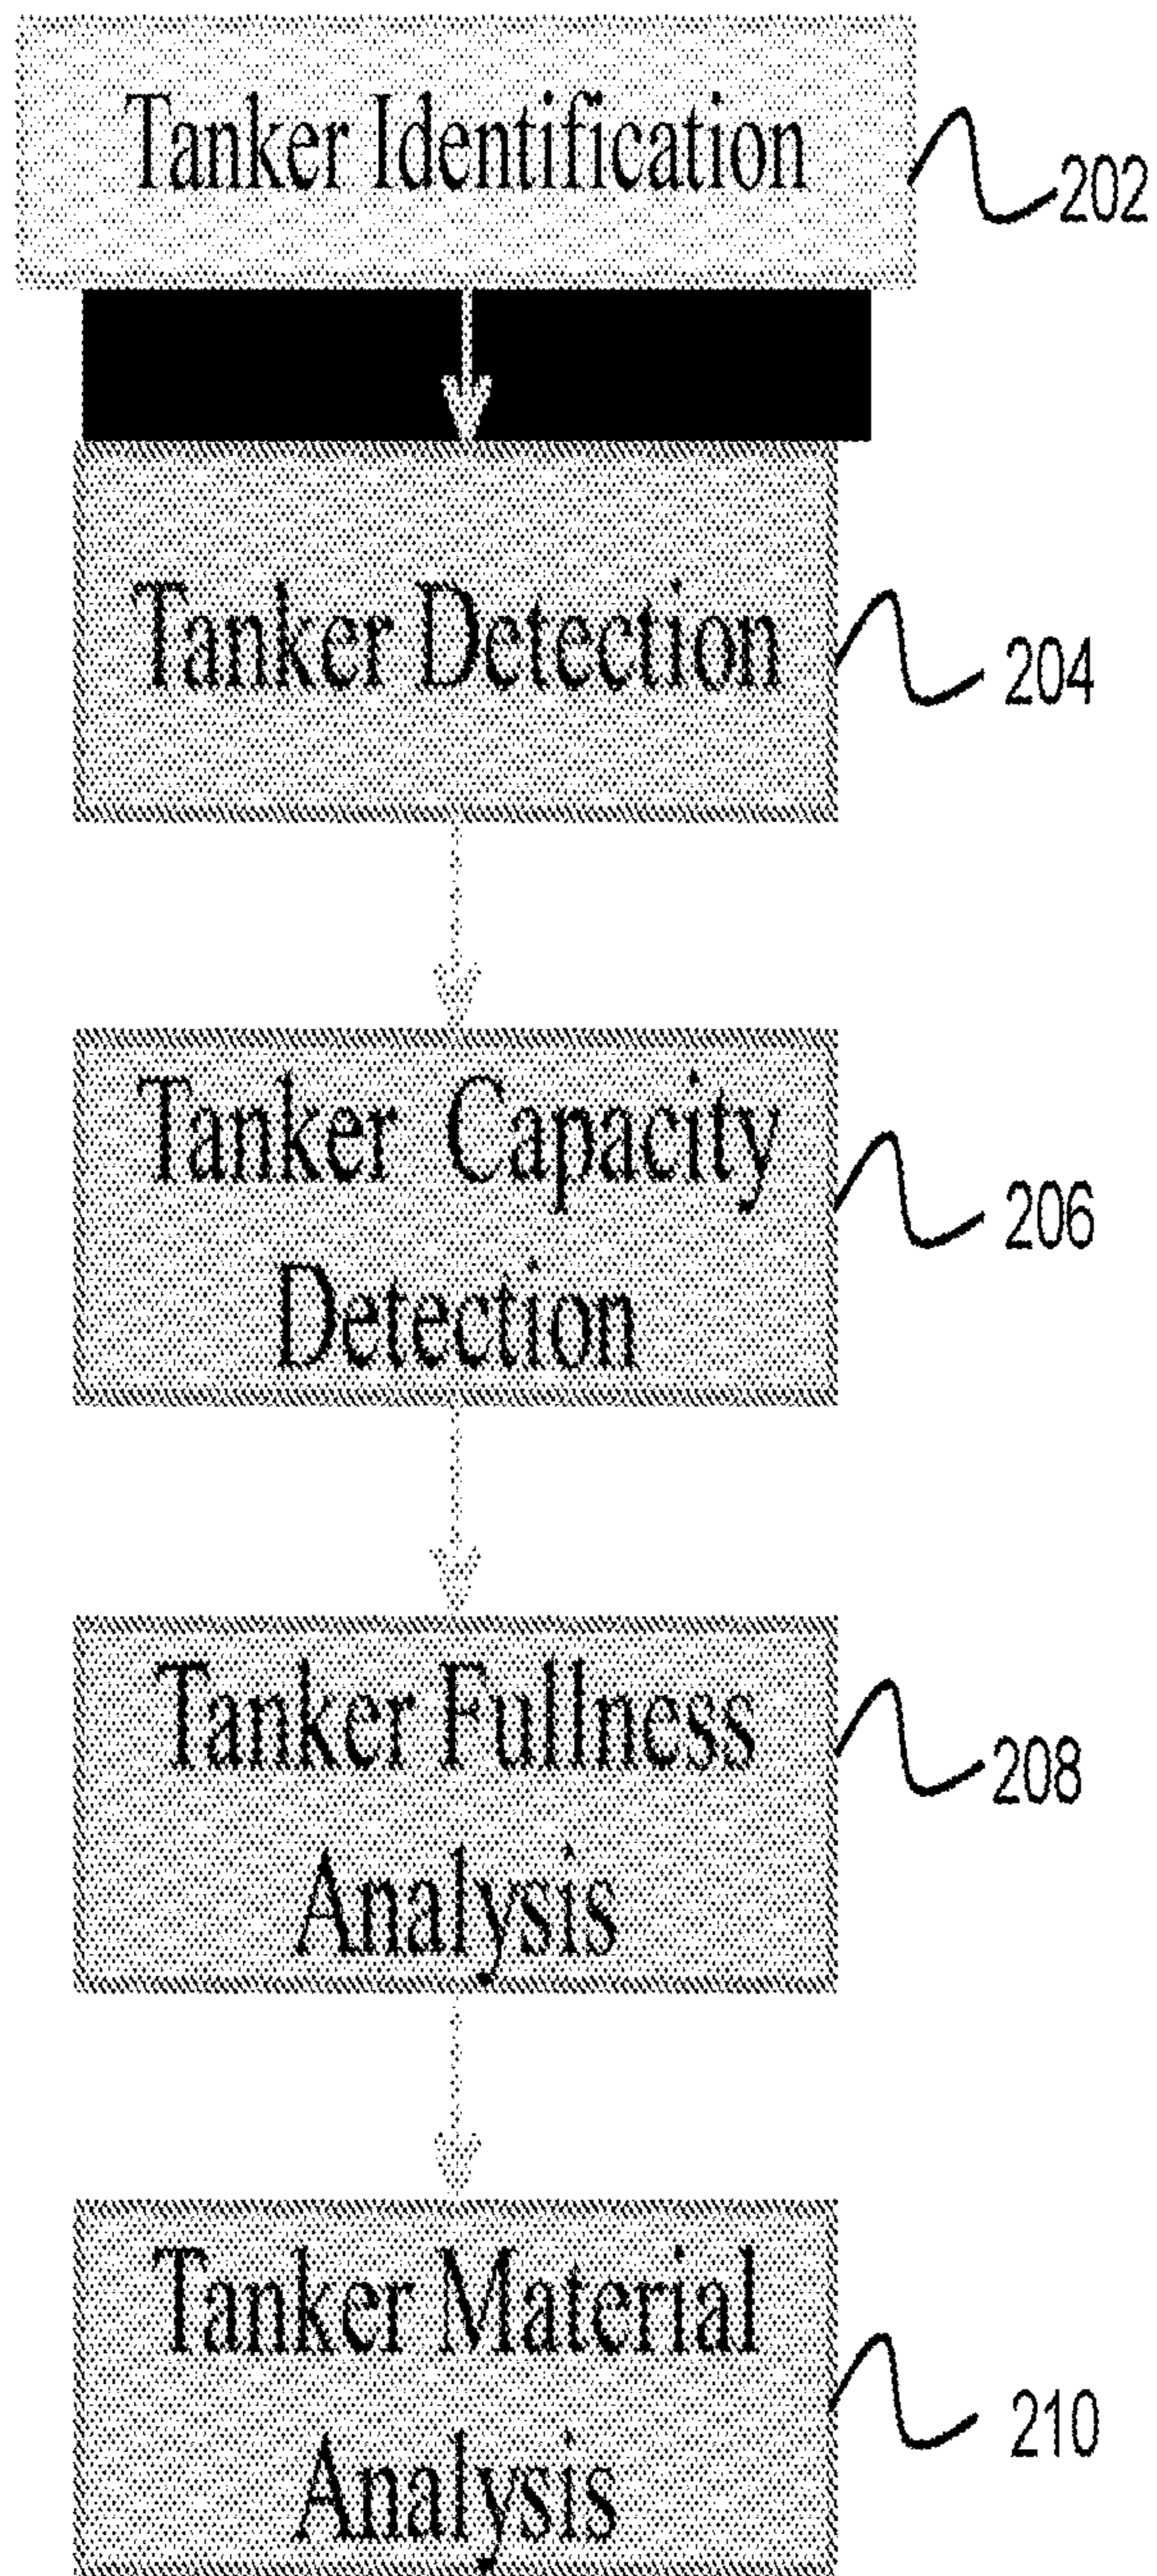 Tanker Identification
202
Tanker Detection
204
Tanker Capacity
Detection
206
Tanker Fullness
Analysis
208
Tanker Material
Analysis
210